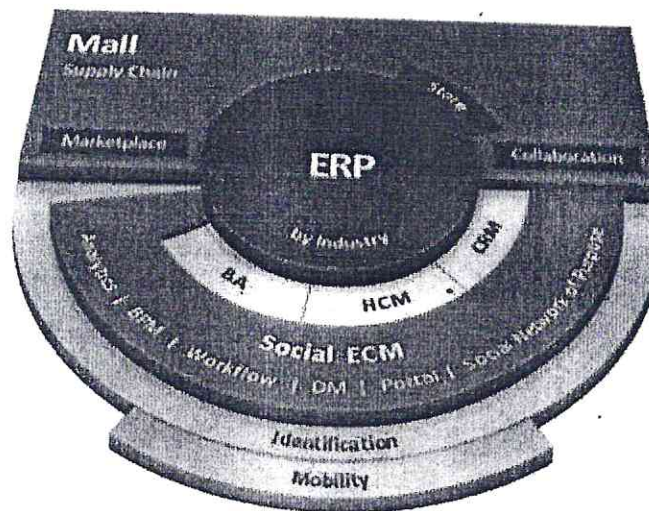 Mall
Supply Chain
Store
Marketplace
ERP
Collaboration
by Industry
BA
HCM
CRM
Social ECM
Analytics | BPM | Workflow | DM | Portal | Social Network of Purpose
Identification
Mobility